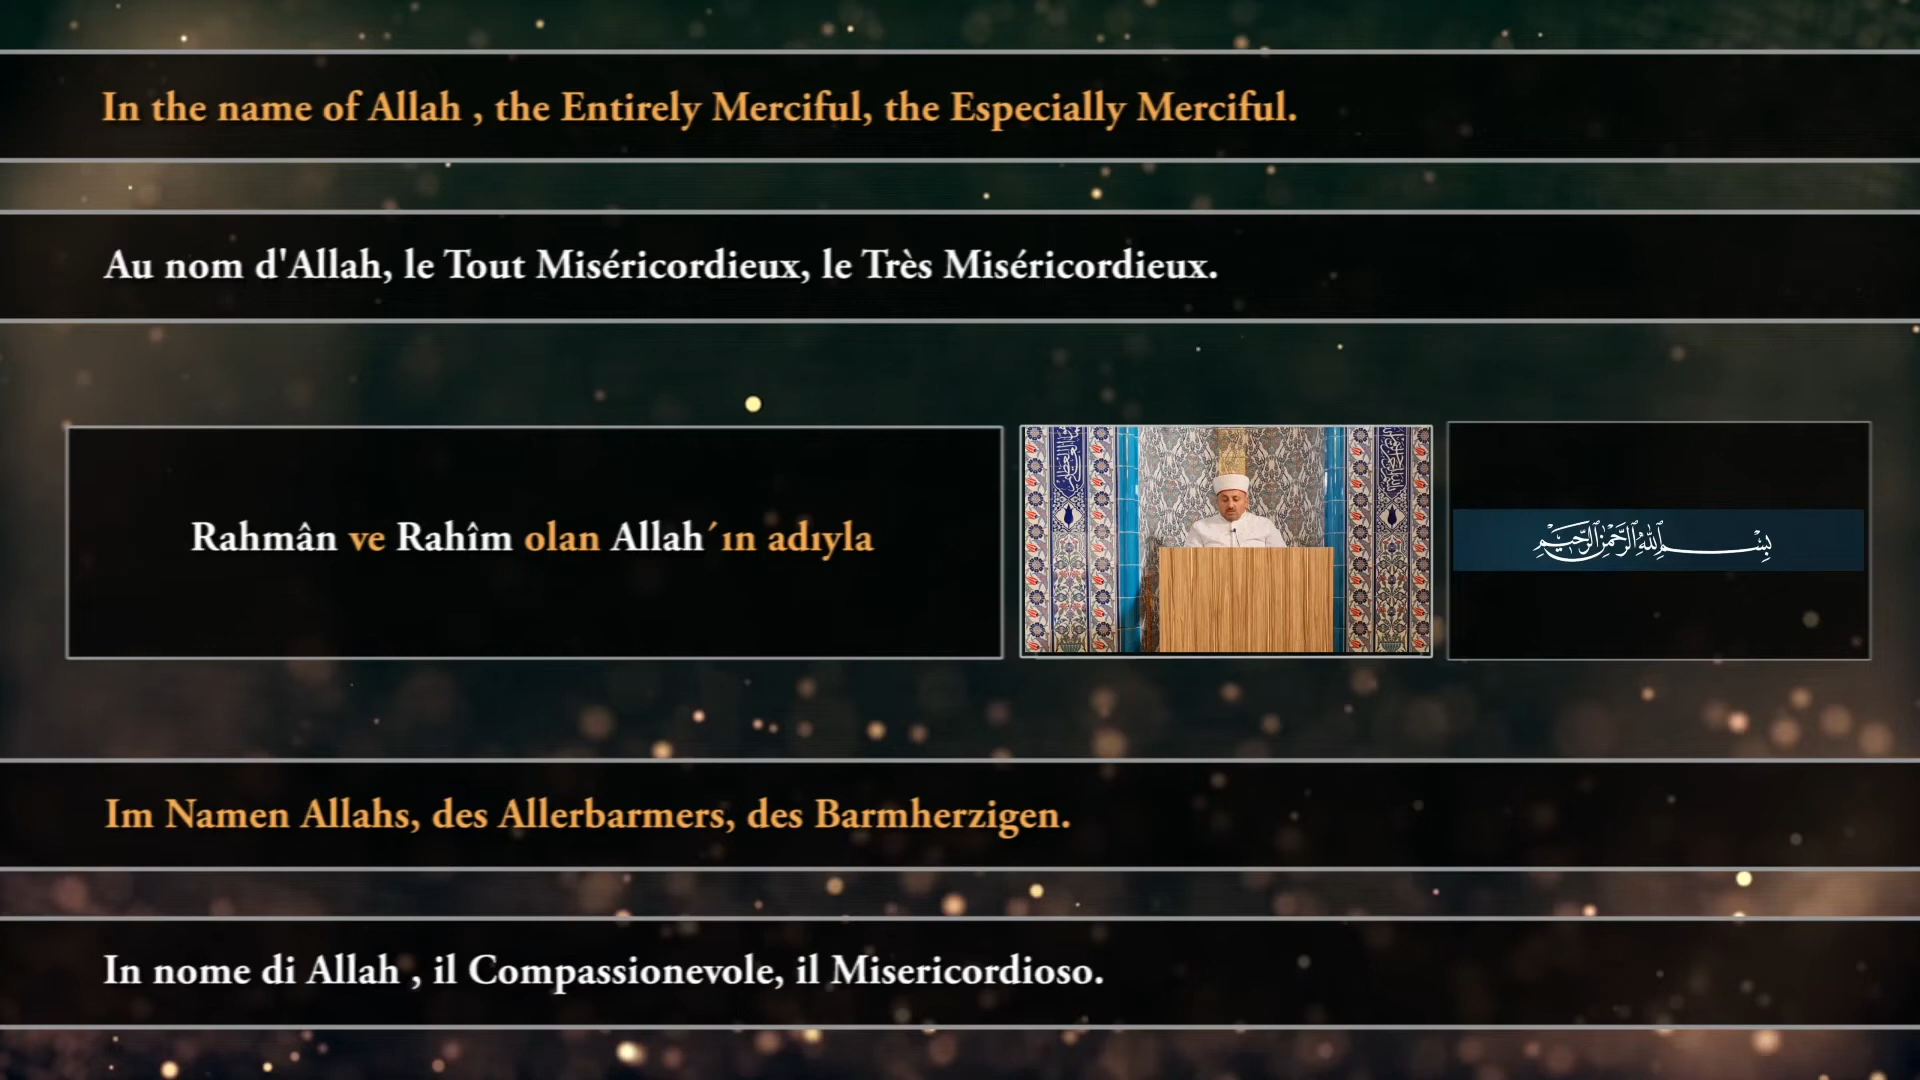 In the name of Allah , the Entirely Merciful, the Especially Merciful.
Au nom d'Allah, le Tout Miséricordieux, le Très Miséricordieux.
Rahmân ve Rahîm olan Allah´ın adıyla
بِسْمِ اللَّهِ الرَّحْمَٰنِ الرَّحِيمِ
Im Namen Allahs, des Allerbarmers, des Barmherzigen.
In nome di Allah , il Compassionevole, il Misericordioso.